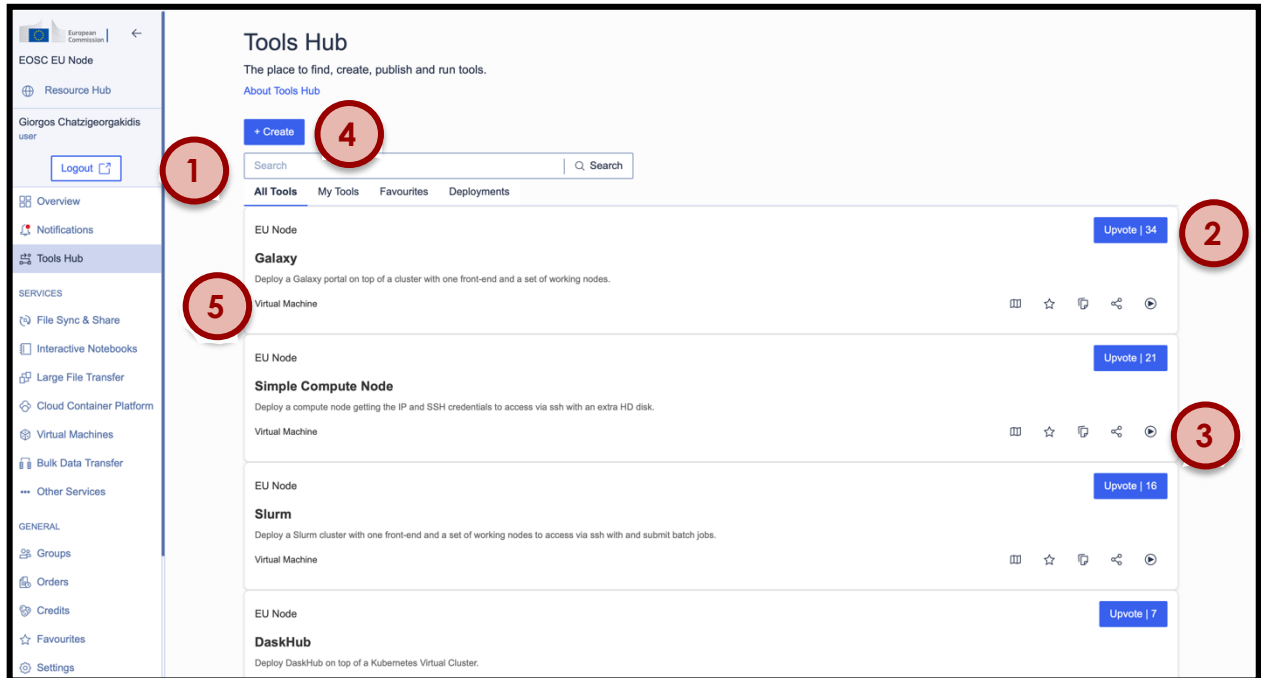 European
Commission
EOSC EU Node
Resource Hub
Giorgos Chatzigeorgakidis
user
Logout
Overview
Notifications
Tools Hub
SERVICES
File Sync & Share
Interactive Notebooks
Large File Transfer
Cloud Container Platform
Virtual Machines
Bulk Data Transfer
Other Services
GENERAL
Groups
Orders
Credits
Favourites
Settings
Tools Hub
The place to find, create, publish and run tools.
About Tools Hub
+ Create
4
1
Search
Search
All Tools My Tools Favourites Deployments
EU Node
Upvote | 34
2
Galaxy
Deploy a Galaxy portal on top of a cluster with one front-end and a set of working nodes.
5
Virtual Machine
EU Node
Upvote | 21
Simple Compute Node
Deploy a compute node getting the IP and SSH credentials to access via ssh with an extra HD disk.
Virtual Machine
3
EU Node
Upvote | 16
Slurm
Deploy a Slurm cluster with one front-end and a set of working nodes to access via ssh with and submit batch jobs.
Virtual Machine
EU Node
Upvote | 7
DaskHub
Deploy DaskHub on top of a Kubernetes Virtual Cluster.